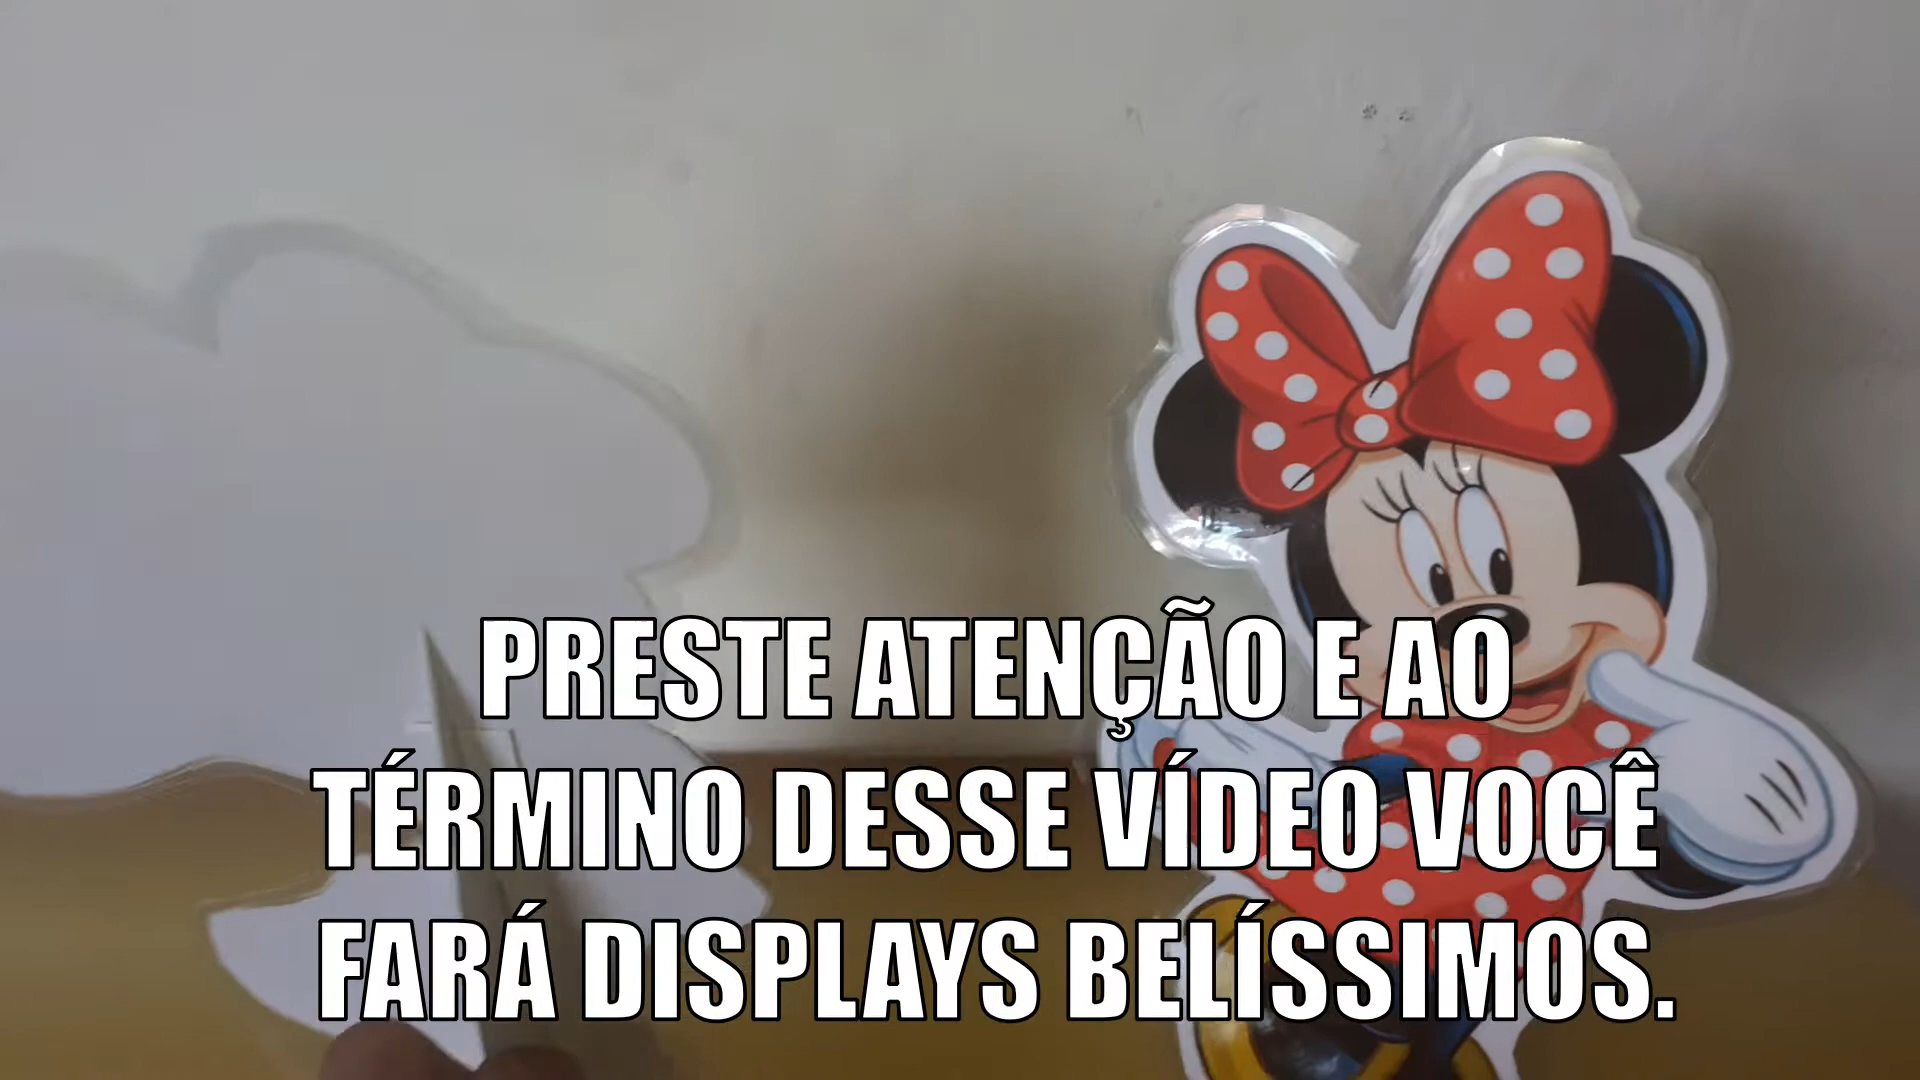 PRESTE ATENÇÃO E AO
TÉRMINO DESSE VÍDEO VOCÊ
FARÁ DISPLAYS BELÍSSIMOS.